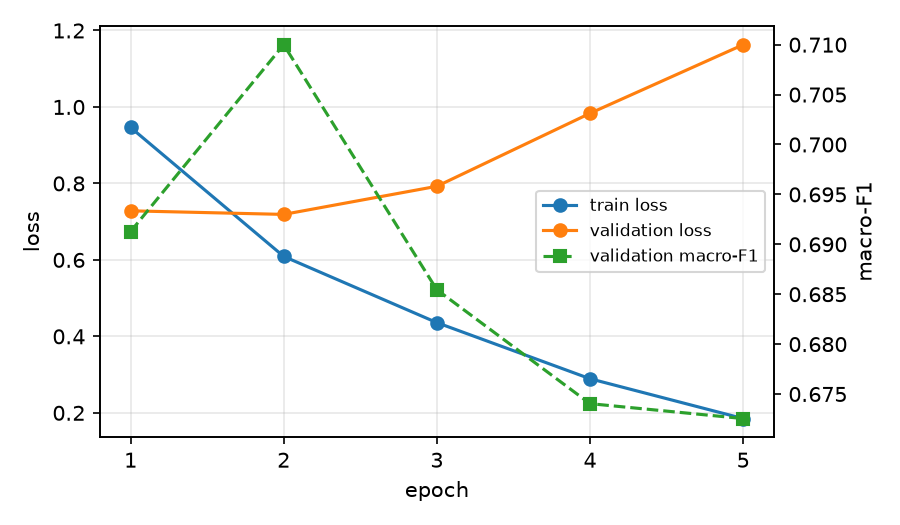 1.2
1.0
0.8
0.6
0.4
0.2
loss
0.710
0.705
0.700
0.695
0.690
0.685
0.680
0.675
macro-F1
train loss
validation loss
validation macro-F1
1 2 3 4 5
epoch